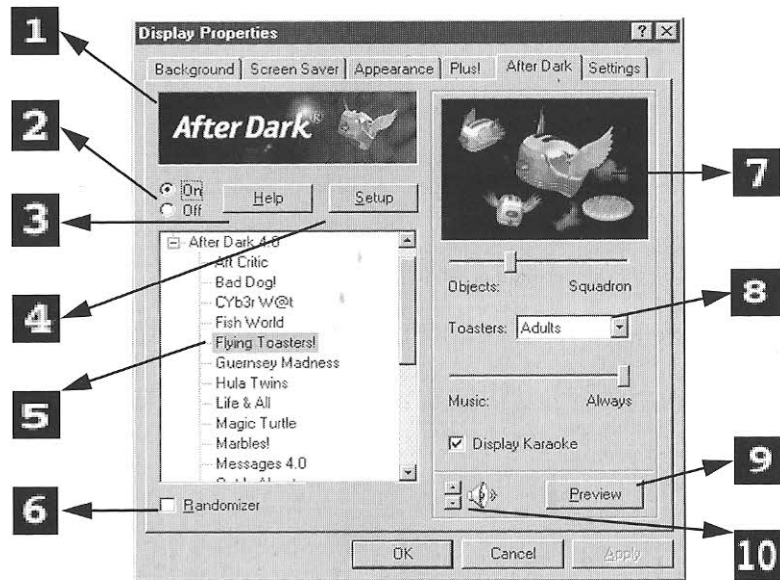 1
Display Properties
Background Screen Saver Appearance Plus! After Dark Settings
2
After Dark®
7
On
Off
Help
Setup
3
After Dark 4.0
Art Critic
Bad Dog!
CYb3r W@t
Fish World
Flying Toasters!
Guernsey Madness
Hula Twins
Life & All
Magic Turtle
Marbles!
Messages 4.0
4
5
Objects: Squadron
8
Toasters: Adults
Music: Always
Display Karaoke
9
6
Randomizer
Preview
10
OK Cancel Apply